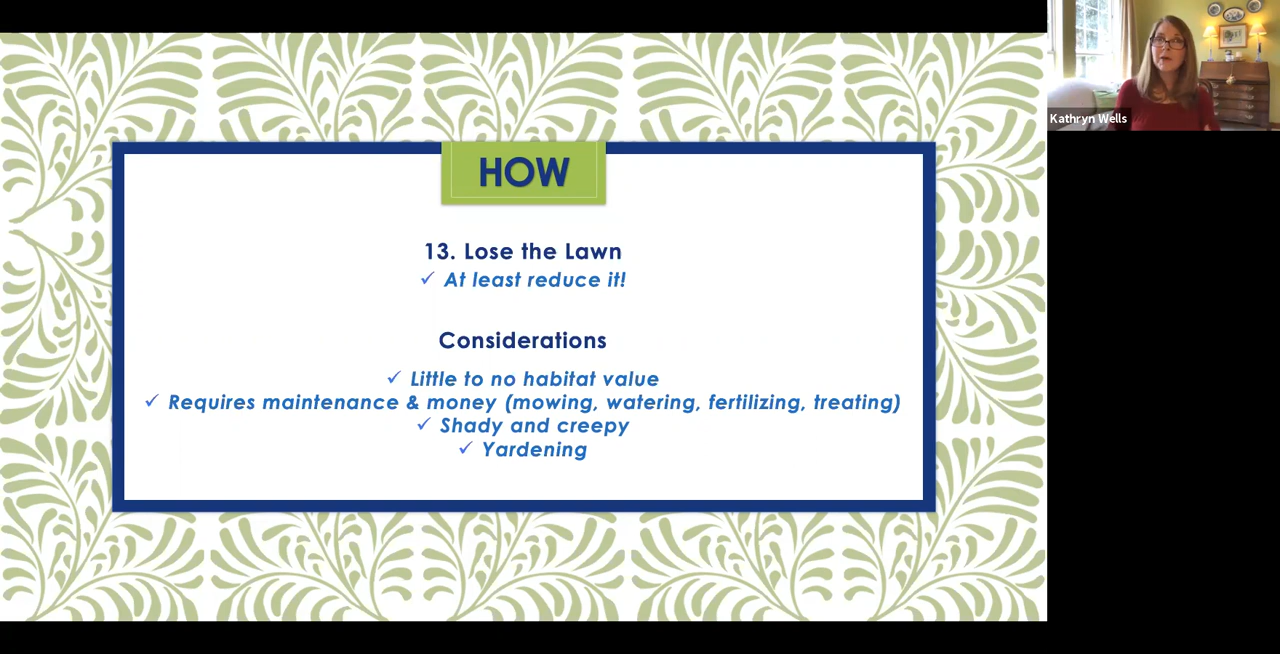 HOW
13. Lose the Lawn
✓ At least reduce it!
Considerations
✓ Little to no habitat value
✓ Requires maintenance & money (mowing, watering, fertilizing, treating)
✓ Shady and creepy
✓ Yardening
Kathryn Wells